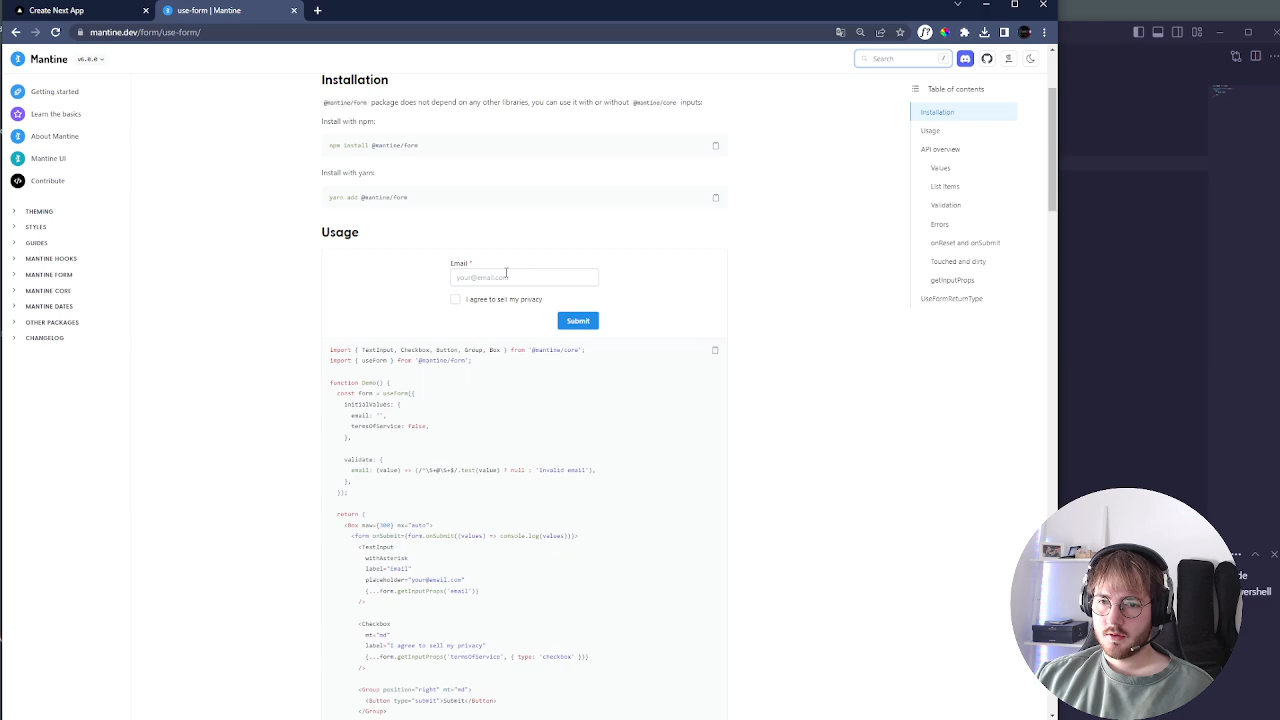 Create Next App
use-form | Mantine
mantine.dev/form/use-form/
Mantine
v6.0.0
Search
/
Getting started
Learn the basics
About Mantine
Mantine UI
Contribute
THEMING
STYLES
GUIDES
MANTINE HOOKS
MANTINE FORM
MANTINE CORE
MANTINE DATES
OTHER PACKAGES
CHANGELOG
Installation
@mantine/form package does not depend on any other libraries, you can use it with or without @mantine/core inputs:
Install with npm:
npm install @mantine/form
Install with yarn:
yarn add @mantine/form
Usage
Email *
your@email.com
I agree to sell my privacy
Submit
import { TextInput, Checkbox, Button, Group, Box } from '@mantine/core';
import { useForm } from '@mantine/form';
function Demo() {
const form = useForm({
initialValues: {
email: '',
termsOfService: false,
},
validate: {
email: (value) => (/^\S+@\S+$/.test(value) ? null : 'Invalid email'),
},
});
return (
<Box maw={300} mx="auto">
<form onSubmit={form.onSubmit((values) => console.log(values))}>
<TextInput
withAsterisk
label="Email"
placeholder="your@email.com"
{...form.getInputProps('email')}
/>
<Checkbox
mt="md"
label="I agree to sell my privacy"
{...form.getInputProps('termsOfService', { type: 'checkbox' })}
/>
<Group position="right" mt="md">
<Button type="submit">Submit</Button>
</Group>
Table of contents
Installation
Usage
API overview
Values
List items
Validation
Errors
onReset and onSubmit
Touched and dirty
getInputProps
UseFormReturnType